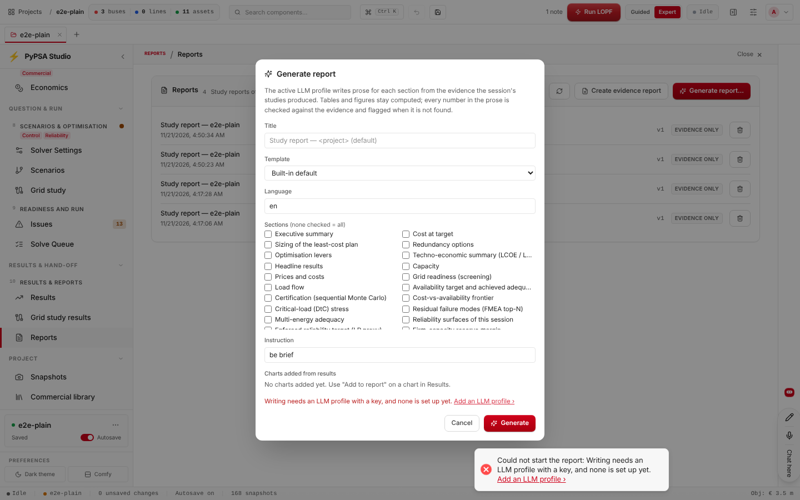 Projects / e2e-plain
3 buses
9 lines
11 assets
Search components...
Ctrl K
1 note
Run LOPF
Guided
Expert
Idle
A
e2e-plain
PyPSA Studio
REPORTS / Reports
Close
Commercial
Economics
QUESTION & RUN
SCENARIOS & OPTIMISATION
Control
Reliability
Solver Settings
Scenarios
Grid study
READINESS AND RUN
Issues
12
Solve Queue
RESULTS & HAND-OFF
RESULTS & REPORTS
Results
Grid study results
Reports
PROJECT
Snapshots
Commercial library
e2e-plain
Saved
Autosave
PREFERENCES
Dark theme
Comfy
Reports
4
Study reports
Create evidence report
Generate report...
Study report — e2e-plain
11/21/2026, 4:50:34 AM
v1
EVIDENCE ONLY
Study report — e2e-plain
11/21/2026, 4:50:23 AM
v1
EVIDENCE ONLY
Study report — e2e-plain
11/21/2026, 4:17:28 AM
v1
EVIDENCE ONLY
Study report — e2e-plain
11/21/2026, 4:17:08 AM
v1
EVIDENCE ONLY
Generate report
The active LLM profile writes prose for each section from the evidence the session's
studies produced. Tables and figures stay computed; every number in the prose is
checked against the evidence and flagged when it is not found.
Title
Study report — <project> (default)
Template
Built-in default
Language
en
Sections (none checked = all)
Executive summary
Cost at target
Sizing of the least-cost plan
Redundancy options
Optimisation levers
Techno-economic summary (LCOE / L...
Headline results
Capacity
Prices and costs
Grid readiness (screening)
Load flow
Availability target and achieved adequ...
Certification (sequential Monte Carlo)
Cost-vs-availability frontier
Critical-load (DtC) stress
Residual failure modes (FMEA top-N)
Multi-energy adequacy
Reliability surfaces of this session
Instruction
be brief
Charts added from results
No charts added yet. Use "Add to report" on a chart in Results.
Writing needs an LLM profile with a key, and none is set up yet. Add an LLM profile ›
Cancel
Generate
Could not start the report: Writing needs an
LLM profile with a key, and none is set up yet.
Add an LLM profile ›
Chat here
Idle
e2e-plain
0 unsaved changes
Autosave on
168 snapshots
Obj: € 3.5 M